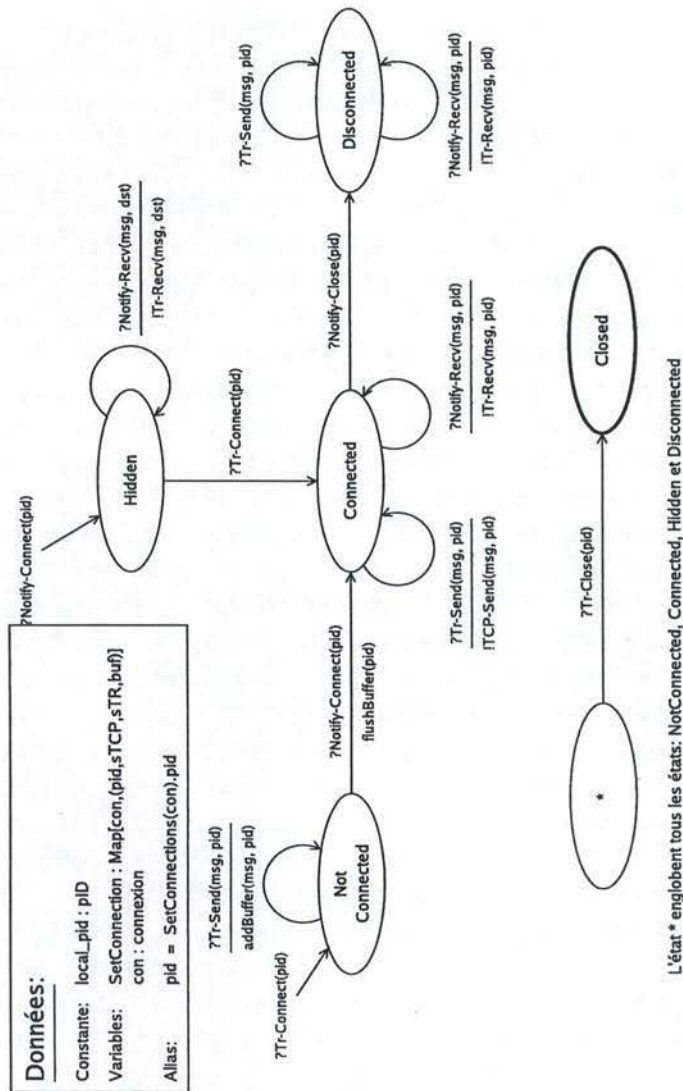 Données:
Constante: local_pid : pID
Variables: SetConnection : Map[con,(pid,sTCP,sTR,buf)]
con : connexion
Alias: pid = SetConnections(con).pid
?Notify-Connect(pid)
Hidden
?Notify-Recv(msg, dst)
!Tr-Recv(msg, dst)
?Tr-Connect(pid)
?Tr-Send(msg, pid)
addBuffer(msg, pid)
?Tr-Connect(pid)
Not
Connected
?Notify-Connect(pid)
flushBuffer(pid)
Connected
?Tr-Send(msg, pid)
!TCP-Send(msg, pid)
?Notify-Recv(msg, pid)
!Tr-Recv(msg, pid)
?Notify-Close(pid)
?Tr-Send(msg, pid)
Disconnected
?Notify-Recv(msg, pid)
!Tr-Recv(msg, pid)
*
?Tr-Close(pid)
Closed
L'état * englobent tous les états: NotConnected, Connected, Hidden et Disconnected